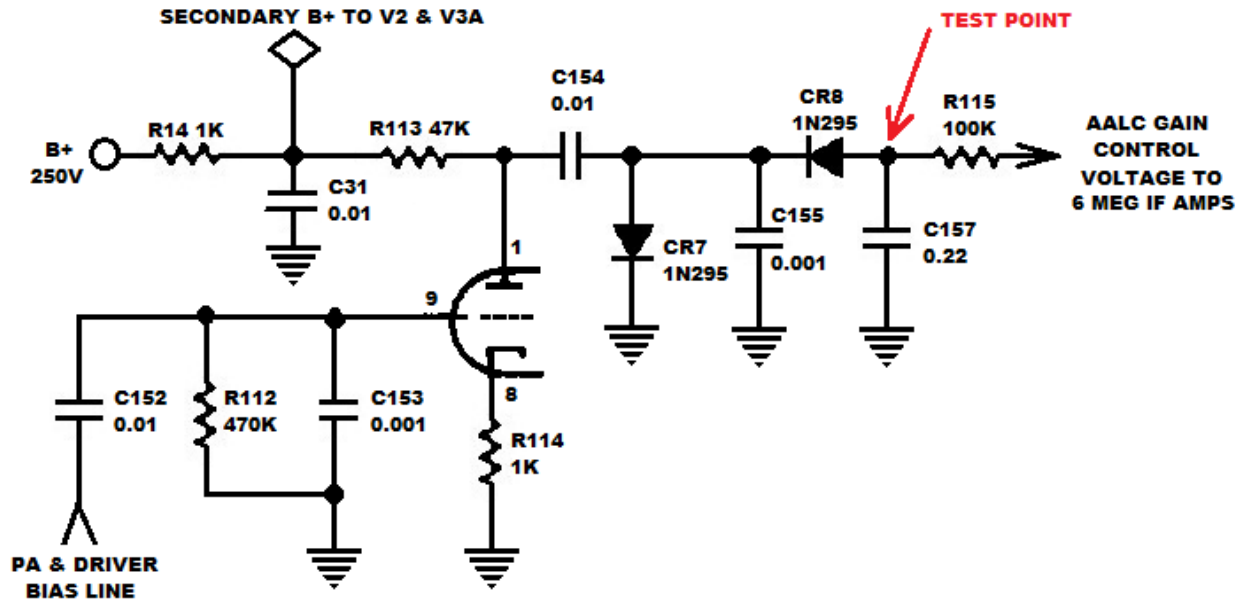 SECONDARY B+ TO V2 & V3A
TEST POINT
C154
0.01
CR8
1N295
R115
100K
R14 1K
R113 47K
B+
250V
AALC GAIN
CONTROL
VOLTAGE TO
6 MEG IF AMPS
C31
0.01
C155
0.001
C157
0.22
CR7
1N295
1
9
8
C152
0.01
R112
470K
C153
0.001
R114
1K
PA & DRIVER
BIAS LINE